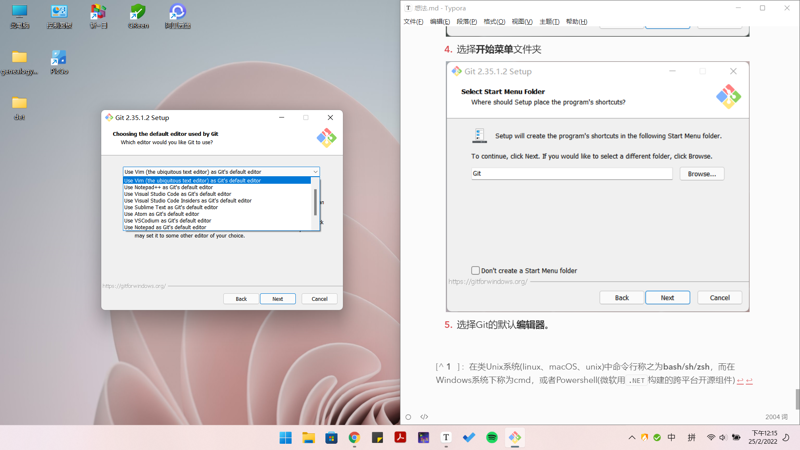 Git 2.35.1.2 Setup
Choosing the default editor used by Git
Which editor would you like Git to use?
Use Vim (the ubiquitous text editor) as Git's default editor
Use Vim (the ubiquitous text editor) as Git's default editor
Use Notepad++ as Git's default editor
Use Visual Studio Code as Git's default editor
Use Visual Studio Code Insiders as Git's default editor
Use Sublime Text as Git's default editor
Use Atom as Git's default editor
Use VSCodium as Git's default editor
Use Notepad as Git's default editor
may set it to some other editor of your choice.
https://gitforwindows.org/
Back
Next
Cancel
想法.md - Typora
文件(F) 编辑(E) 段落(P) 格式(O) 视图(V) 主题(T) 帮助(H)
4. 选择开始菜单文件夹
Git 2.35.1.2 Setup
Select Start Menu Folder
Where should Setup place the program's shortcuts?
Setup will create the program's shortcuts in the following Start Menu folder.
To continue, click Next. If you would like to select a different folder, click Browse.
Git
Browse...
Don't create a Start Menu folder
https://gitforwindows.org/
Back
Next
Cancel
5. 选择Git的默认编辑器。
[^ 1 ]：在类Unix系统(linux、macOS、unix)中命令行称之为bash/sh/zsh，而在
Windows系统下称为cmd，或者Powershell(微软用 .NET 构建的跨平台开源组件)
2004 词
中
拼
下午12:15
25/2/2022